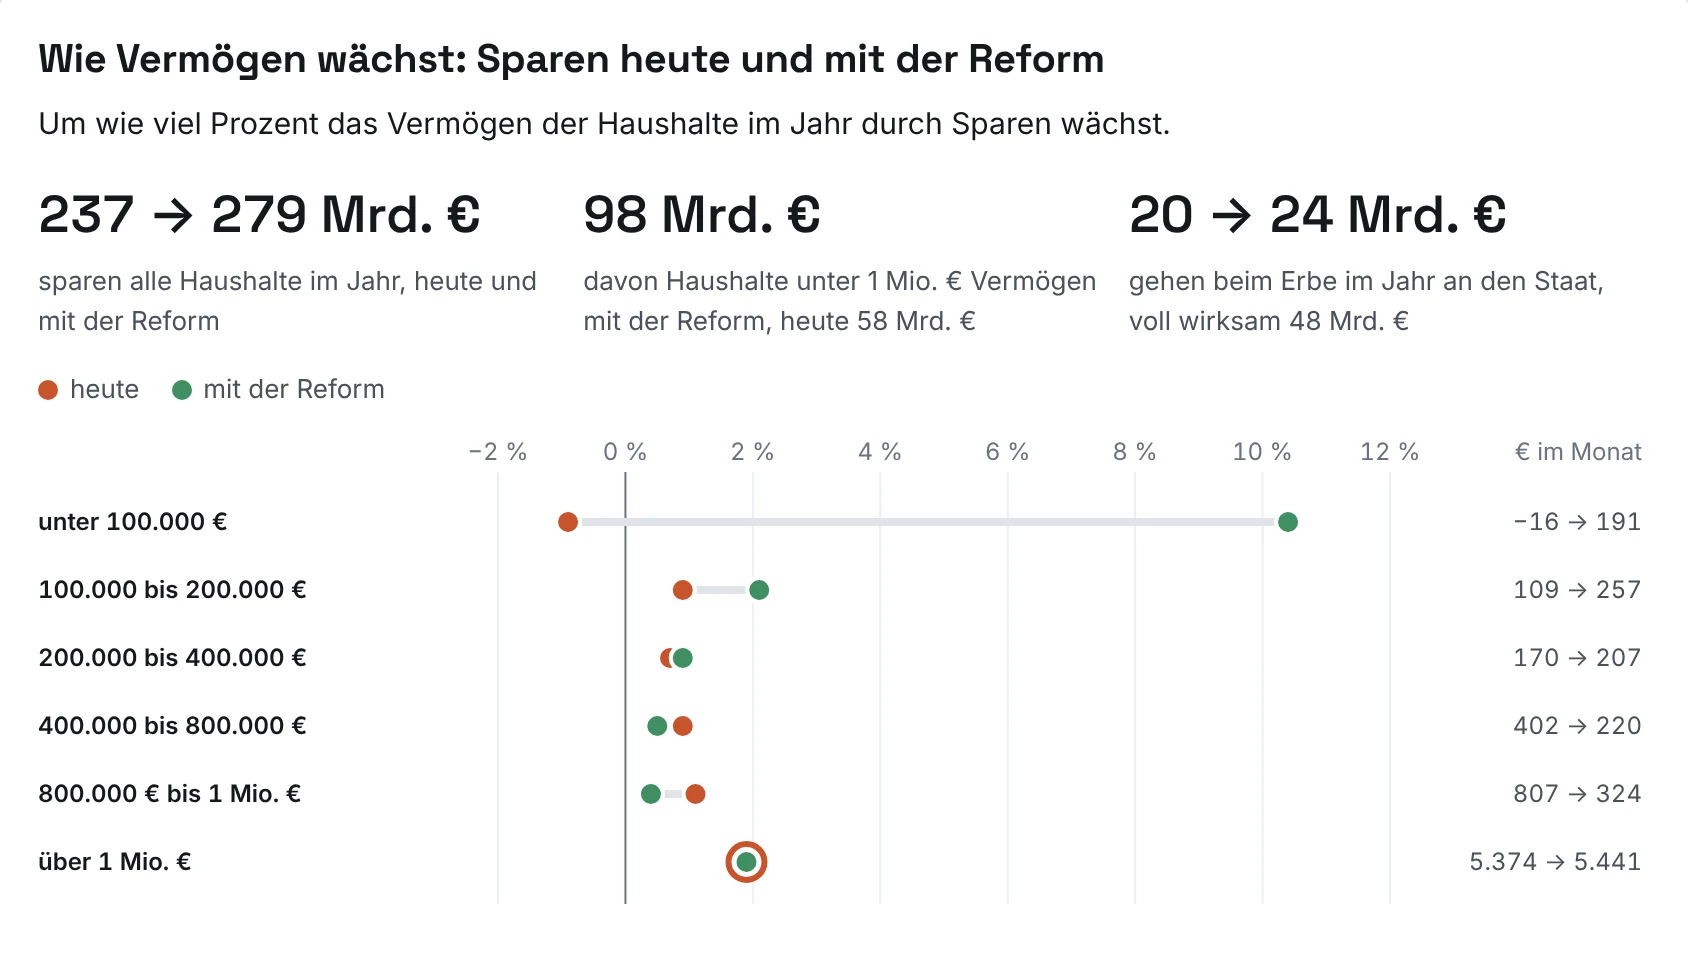 Wie Vermögen wächst: Sparen heute und mit der Reform
Um wie viel Prozent das Vermögen der Haushalte im Jahr durch Sparen wächst.
237 → 279 Mrd. €
sparen alle Haushalte im Jahr, heute und
mit der Reform
98 Mrd. €
davon Haushalte unter 1 Mio. € Vermögen
mit der Reform, heute 58 Mrd. €
20 → 24 Mrd. €
gehen beim Erbe im Jahr an den Staat,
voll wirksam 48 Mrd. €
heute mit der Reform
−2 % 0 % 2 % 4 % 6 % 8 % 10 % 12 % € im Monat
unter 100.000 € −16 → 191
100.000 bis 200.000 € 109 → 257
200.000 bis 400.000 € 170 → 207
400.000 bis 800.000 € 402 → 220
800.000 € bis 1 Mio. € 807 → 324
über 1 Mio. € 5.374 → 5.441